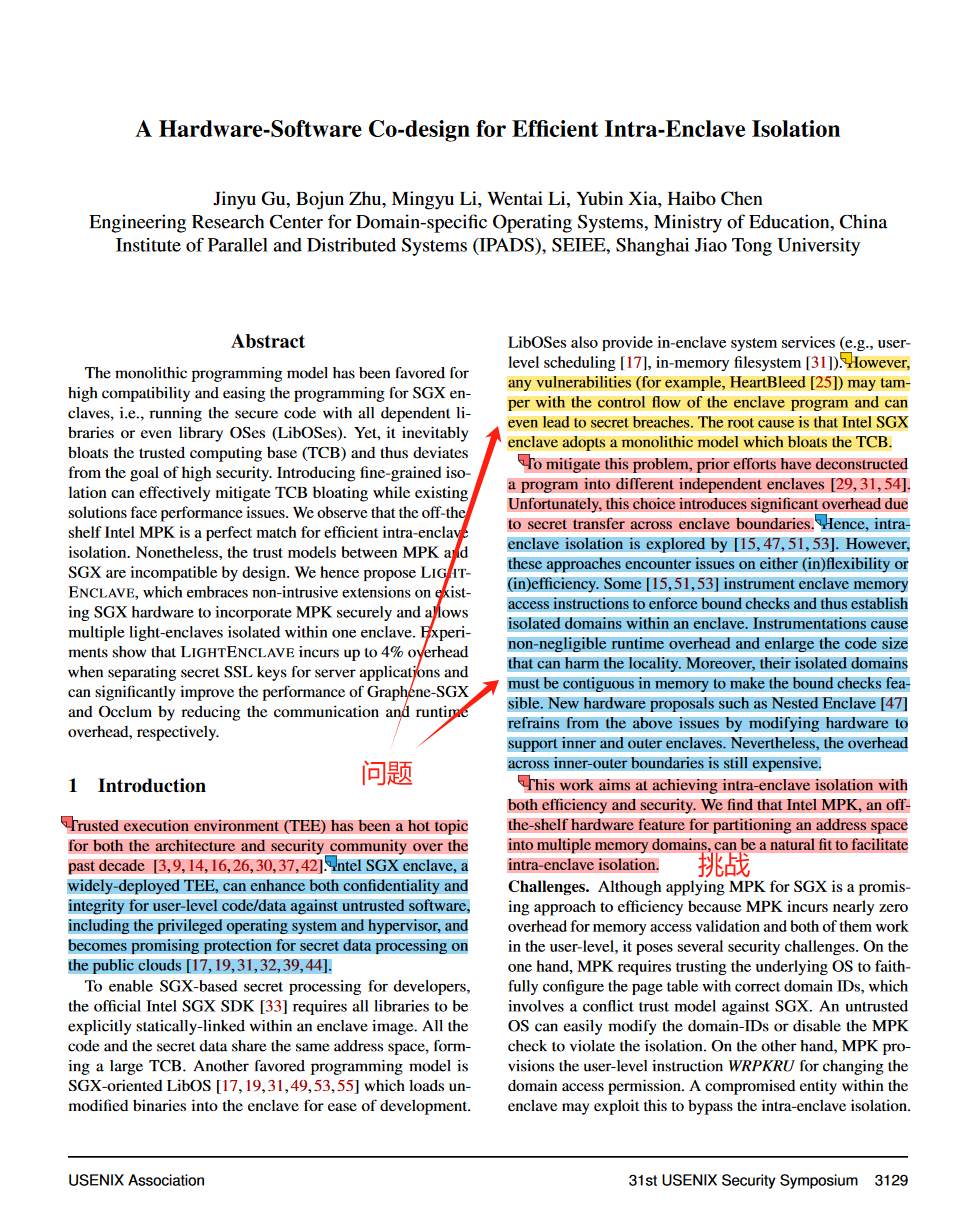 A Hardware-Software Co-design for Efficient Intra-Enclave Isolation
Jinyu Gu, Bojun Zhu, Mingyu Li, Wentai Li, Yubin Xia, Haibo Chen
Engineering Research Center for Domain-specific Operating Systems, Ministry of Education, China
Institute of Parallel and Distributed Systems (IPADS), SEIEE, Shanghai Jiao Tong University
Abstract
The monolithic programming model has been favored for
high compatibility and easing the programming for SGX en-
claves, i.e., running the secure code with all dependent li-
braries or even library OSes (LibOSes). Yet, it inevitably
bloats the trusted computing base (TCB) and thus deviates
from the goal of high security. Introducing fine-grained iso-
lation can effectively mitigate TCB bloating while existing
solutions face performance issues. We observe that the off-the-
shelf Intel MPK is a perfect match for efficient intra-enclave
isolation. Nonetheless, the trust models between MPK and
SGX are incompatible by design. We hence propose LIGHT-
ENCLAVE, which embraces non-intrusive extensions on exist-
ing SGX hardware to incorporate MPK securely and allows
multiple light-enclaves isolated within one enclave. Experi-
ments show that LIGHTENCLAVE incurs up to 4% overhead
when separating secret SSL keys for server applications and
can significantly improve the performance of Graphene-SGX
and Occlum by reducing the communication and runtime
overhead, respectively.
问题
1 Introduction
Trusted execution environment (TEE) has been a hot topic
for both the architecture and security community over the
past decade [3,9,14,16,26,30,37,42]. Intel SGX enclave, a
widely-deployed TEE, can enhance both confidentiality and
integrity for user-level code/data against untrusted software,
including the privileged operating system and hypervisor, and
becomes promising protection for secret data processing on
the public clouds [17,19,31,32,39,44].
To enable SGX-based secret processing for developers,
the official Intel SGX SDK [33] requires all libraries to be
explicitly statically-linked within an enclave image. All the
code and the secret data share the same address space, form-
ing a large TCB. Another favored programming model is
SGX-oriented LibOS [17,19,31,49,53,55] which loads un-
modified binaries into the enclave for ease of development.
LibOSes also provide in-enclave system services (e.g., user-
level scheduling [17], in-memory filesystem [31]). However,
any vulnerabilities (for example, HeartBleed [25]) may tam-
per with the control flow of the enclave program and can
even lead to secret breaches. The root cause is that Intel SGX
enclave adopts a monolithic model which bloats the TCB.
To mitigate this problem, prior efforts have deconstructed
a program into different independent enclaves [29,31,54].
Unfortunately, this choice introduces significant overhead due
to secret transfer across enclave boundaries. Hence, intra-
enclave isolation is explored by [15,47,51,53]. However,
these approaches encounter issues on either (in)flexibility or
(in)efficiency. Some [15,51,53] instrument enclave memory
access instructions to enforce bound checks and thus establish
isolated domains within an enclave. Instrumentations cause
non-negligible runtime overhead and enlarge the code size
that can harm the locality. Moreover, their isolated domains
must be contiguous in memory to make the bound checks fea-
sible. New hardware proposals such as Nested Enclave [47]
refrains from the above issues by modifying hardware to
support inner and outer enclaves. Nevertheless, the overhead
across inner-outer boundaries is still expensive.
This work aims at achieving intra-enclave isolation with
both efficiency and security. We find that Intel MPK, an off-
the-shelf hardware feature for partitioning an address space
into multiple memory domains, can be a natural fit to facilitate
intra-enclave isolation.
挑战
Challenges. Although applying MPK for SGX is a promis-
ing approach to efficiency because MPK incurs nearly zero
overhead for memory access validation and both of them work
in the user-level, it poses several security challenges. On the
one hand, MPK requires trusting the underlying OS to faith-
fully configure the page table with correct domain IDs, which
involves a conflict trust model against SGX. An untrusted
OS can easily modify the domain-IDs or disable the MPK
check to violate the isolation. On the other hand, MPK pro-
visions the user-level instruction WRPKRU for changing the
domain access permission. A compromised entity within the
enclave may exploit this to bypass the intra-enclave isolation.
USENIX Association
31st USENIX Security Symposium 3129